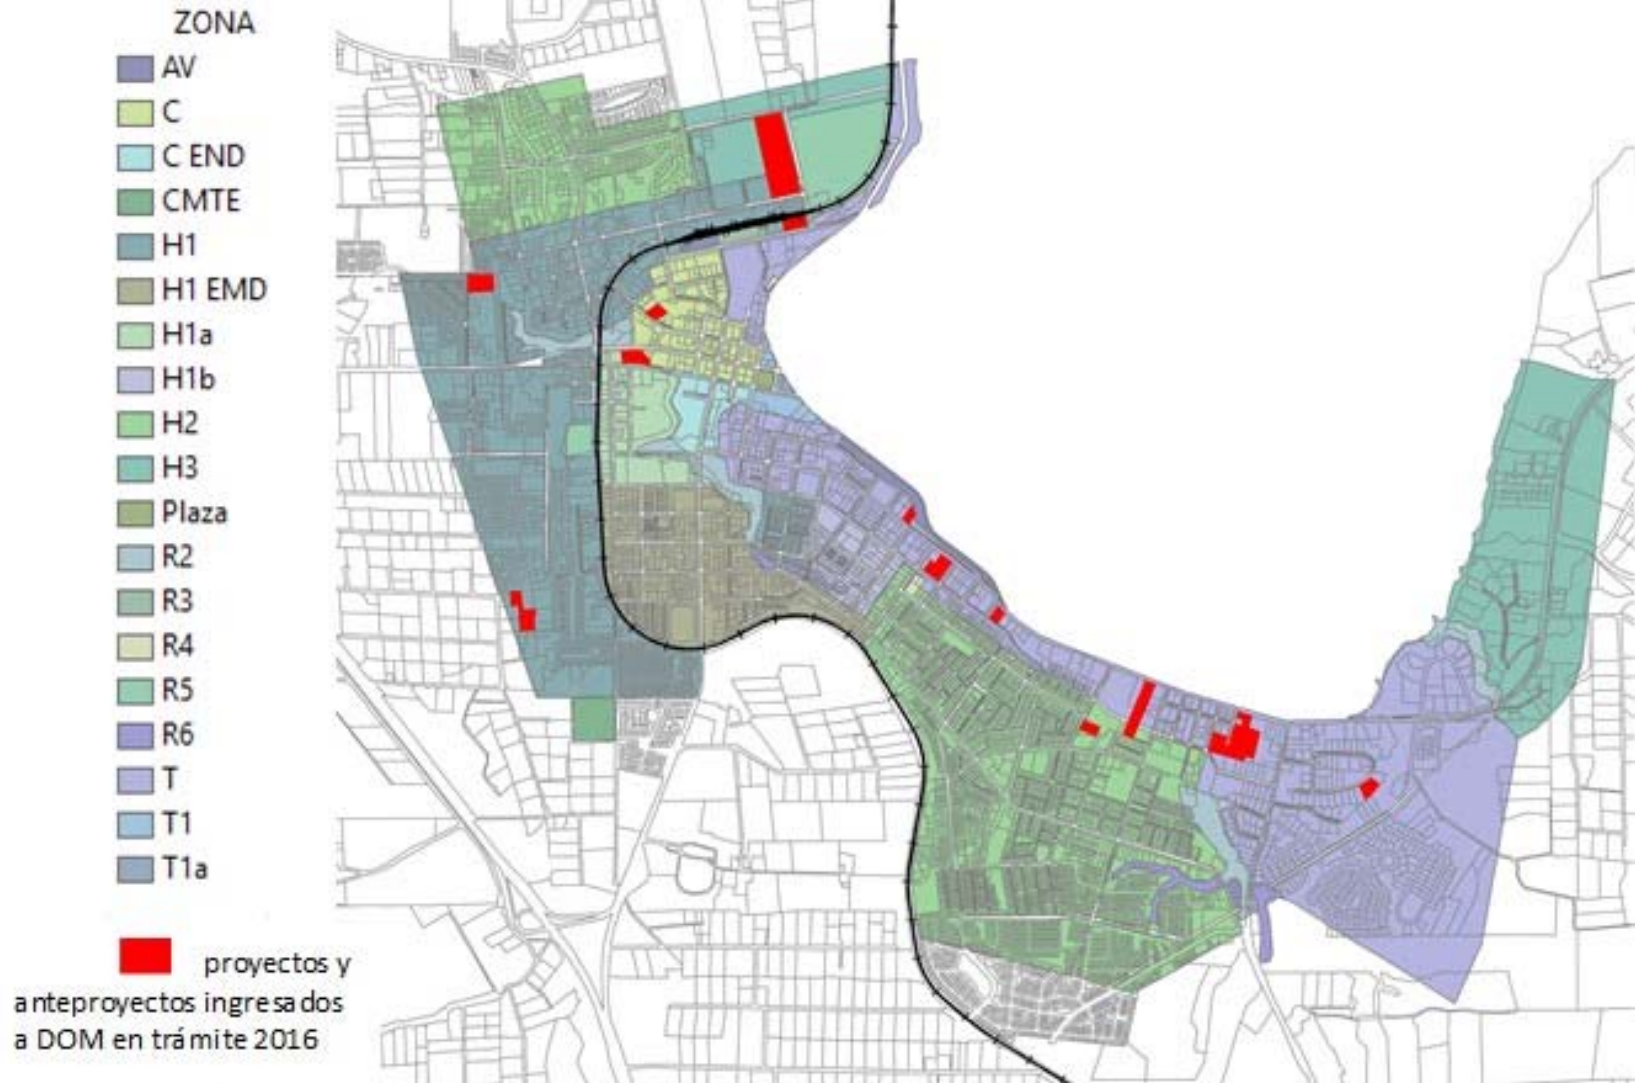 ZONA
AV
C
C END
CMTE
H1
H1 EMD
H1a
H1b
H2
H3
Plaza
R2
R3
R4
R5
R6
T
T1
T1a
proyectos y
anteproyectos ingresados
a DOM en trámite 2016